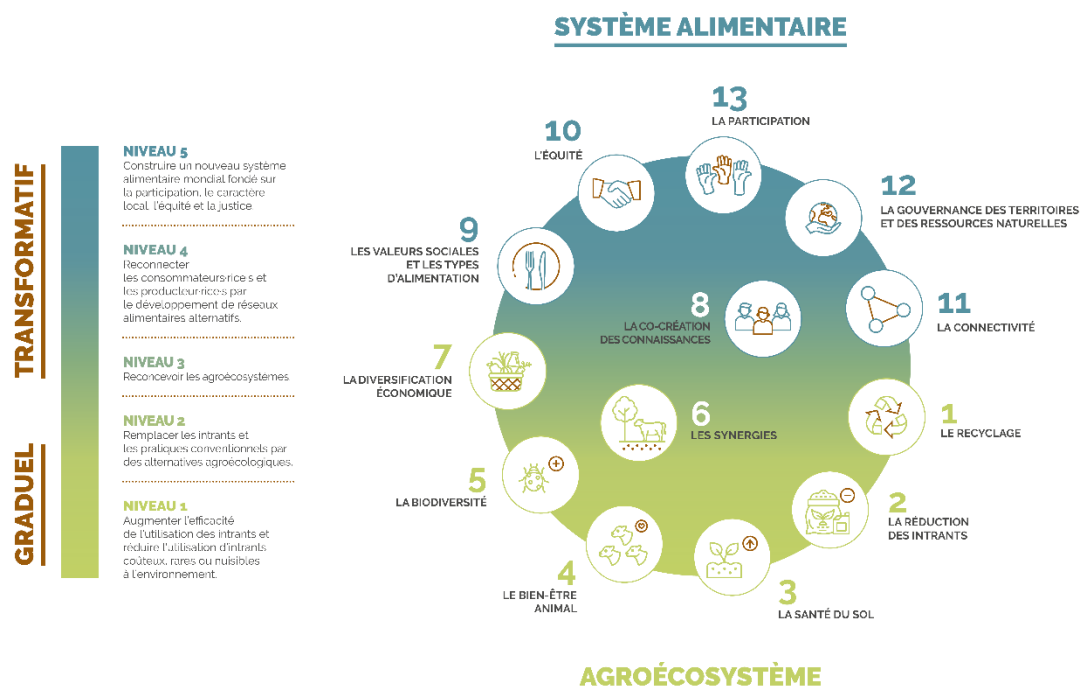 SYSTÈME ALIMENTAIRE
TRANSFORMATIF
GRADUEL
NIVEAU 5
Construire un nouveau système
alimentaire mondial fondé sur
la participation, le caractère
local, l'équité et la justice.
NIVEAU 4
Reconnecter
les consommateurs·rice·s et
les producteur·rice·s par
le développement de réseaux
alimentaires alternatifs.
NIVEAU 3
Reconcevoir les agroécosystèmes
NIVEAU 2
Remplacer les intrants et
les pratiques conventionnels par
des alternatives agroécologiques.
NIVEAU 1
Augmenter l'efficacité
de l'utilisation des intrants et
réduire l'utilisation d'intrants
coûteux, rares ou nuisibles
à l'environnement.
13
LA PARTICIPATION
10
L'ÉQUITÉ
12
LA GOUVERNANCE DES TERRITOIRES
ET DES RESSOURCES NATURELLES
9
LES VALEURS SOCIALES
ET LES TYPES
D'ALIMENTATION
8
LA CO-CRÉATION
DES CONNAISSANCES
11
LA CONNECTIVITÉ
7
LA DIVERSIFICATION
ÉCONOMIQUE
6
LES SYNERGIES
1
LE RECYCLAGE
5
LA BIODIVERSITÉ
2
LA RÉDUCTION
DES INTRANTS
4
LE BIEN-ÊTRE
ANIMAL
3
LA SANTÉ DU SOL
AGROÉCOSYSTÈME